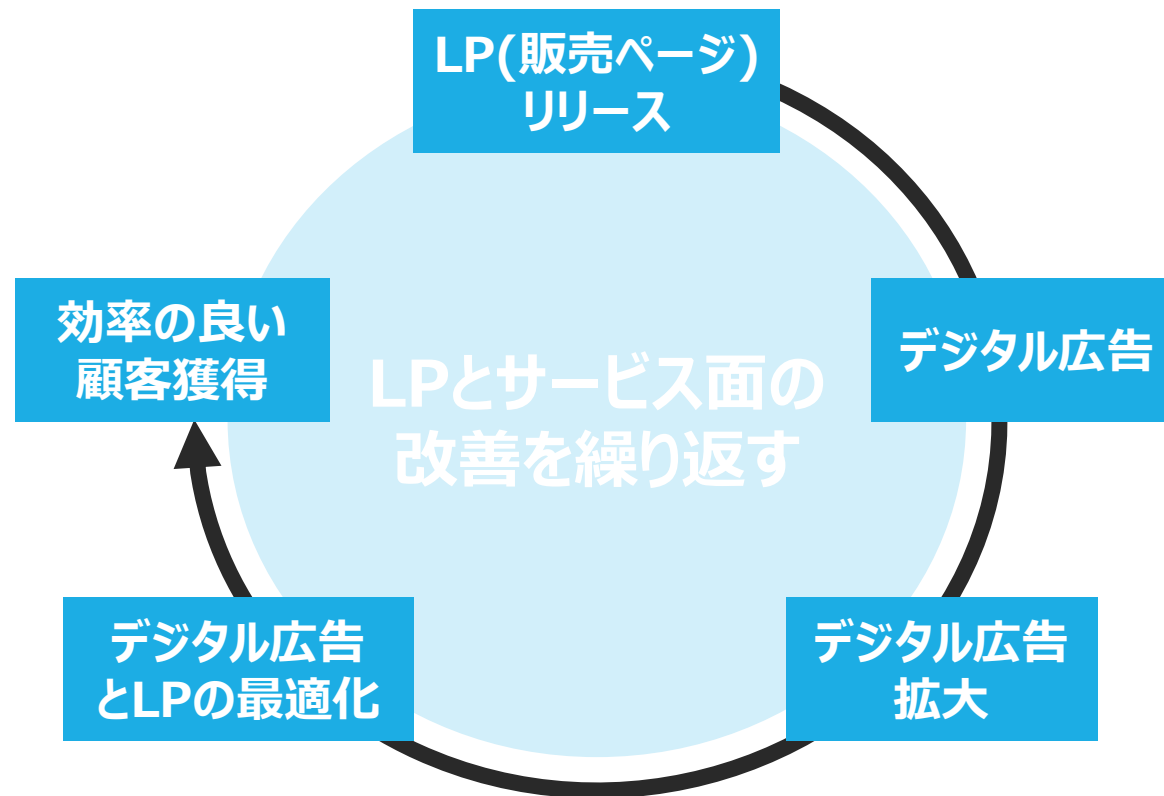 LP(販売ページ)
リリース
デジタル広告
デジタル広告
拡大
デジタル広告
とLPの最適化
効率の良い
顧客獲得
LPとサービス面の
改善を繰り返す